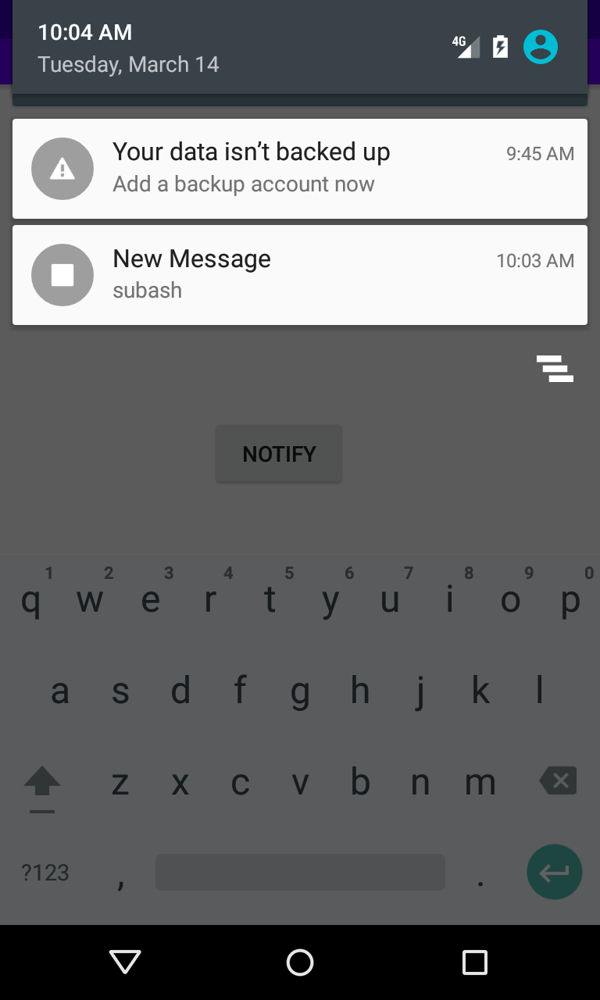 10:04 AM
Tuesday, March 14
4G
Your data isn’t backed up 9:45 AM
Add a backup account now
New Message 10:03 AM
subash
NOTIFY
1 2 3 4 5 6 7 8 9 0
q w e r t y u i o p
a s d f g h j k l
z x c v b n m
?123 , .